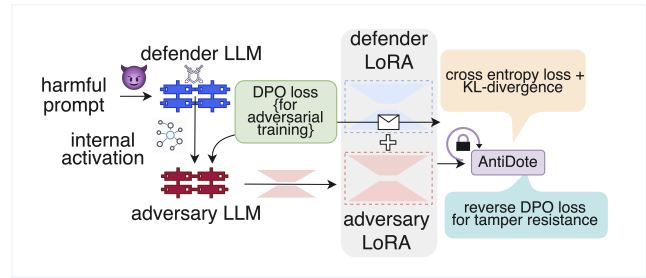 defender LLM
harmful
prompt
internal
activation
adversary LLM
DPO loss
{for
adversarial
training}
defender
LoRA
adversary
LoRA
cross entropy loss +
KL-divergence
AntiDote
reverse DPO loss
for tamper resistance